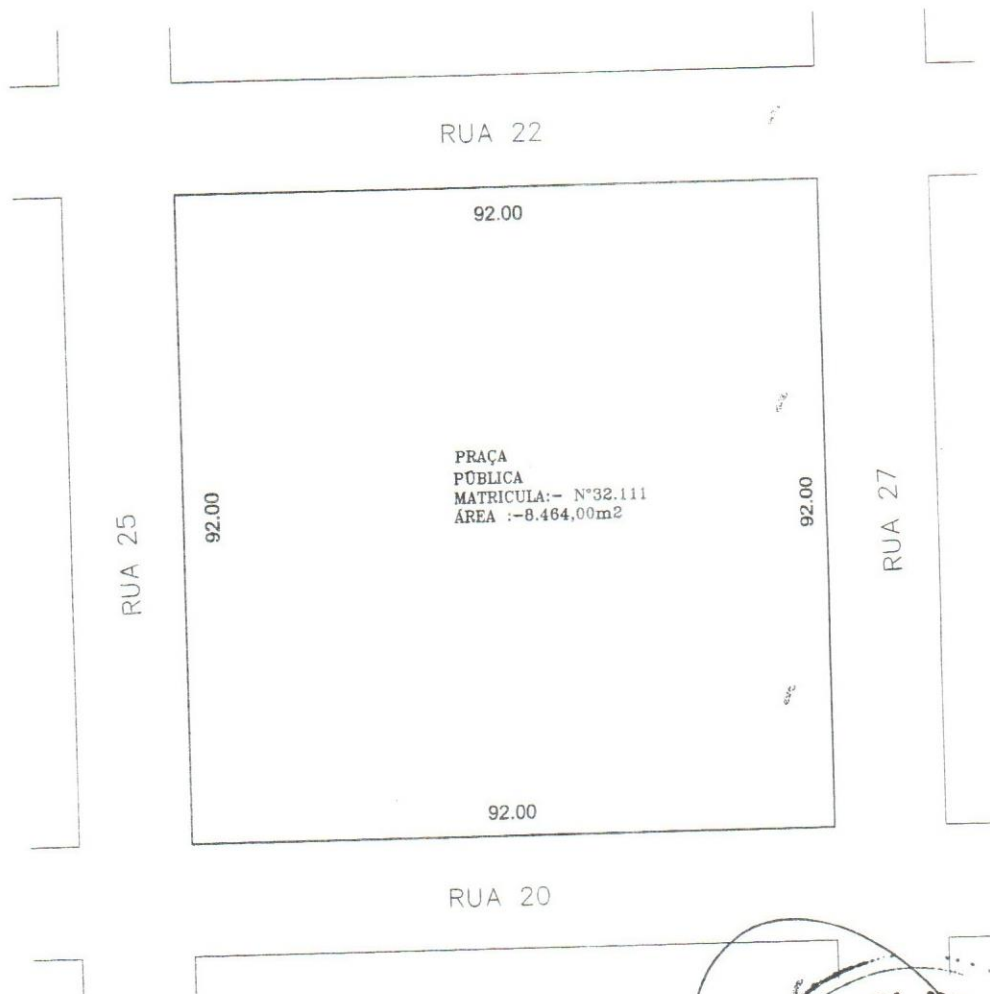 RUA 22
92.00
PRAÇA
PÚBLICA
MATRICULA:- N°32.111
ÁREA :-8.464,00m2
92.00
92.00
RUA 25
RUA 27
92.00
RUA 20